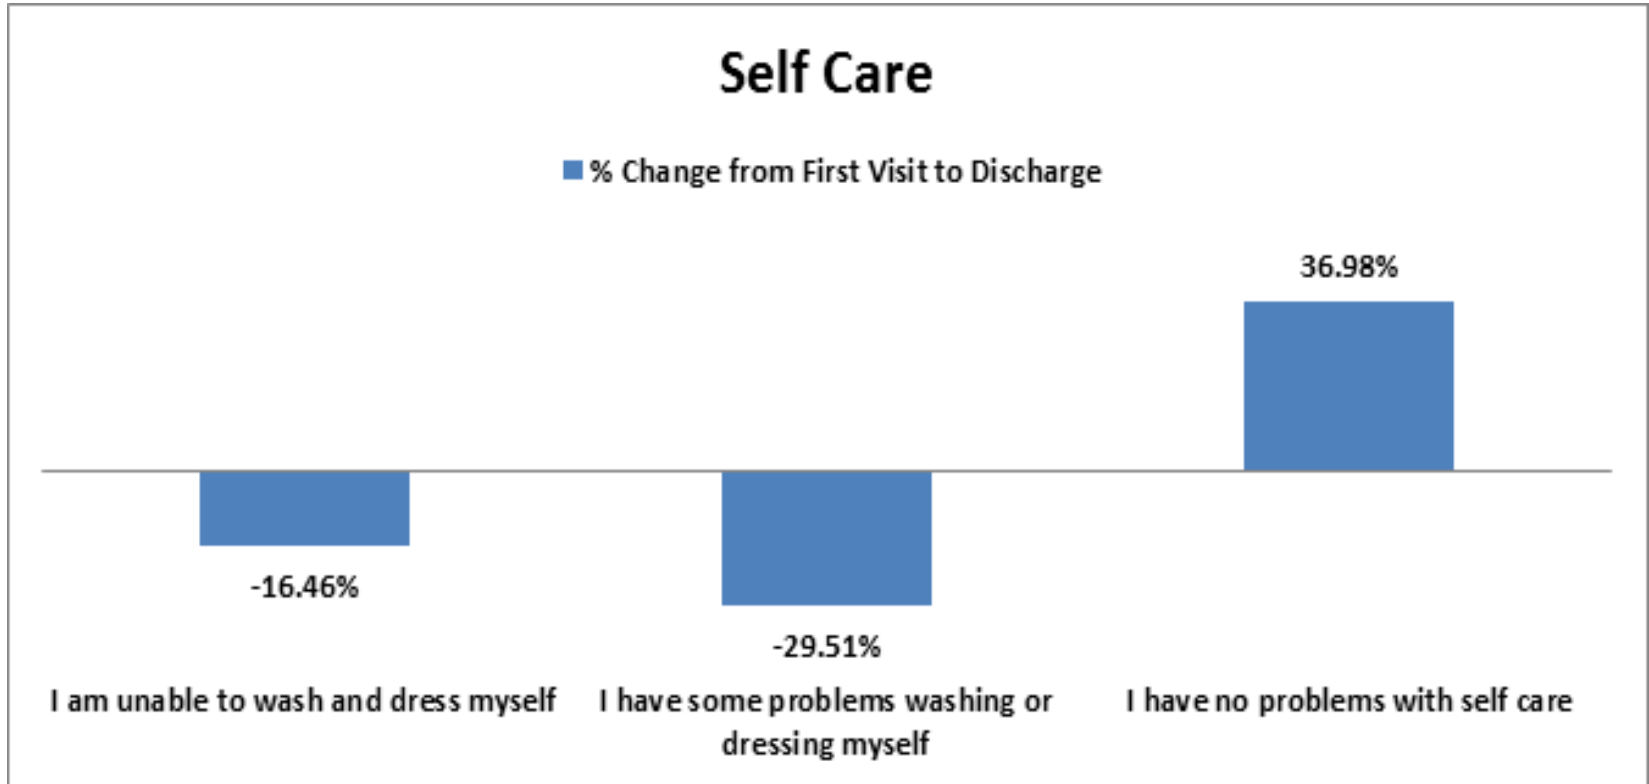 Self Care
% Change from First Visit to Discharge
36.98%
-16.46%
-29.51%
I am unable to wash and dress myself
I have some problems washing or
dressing myself
I have no problems with self care